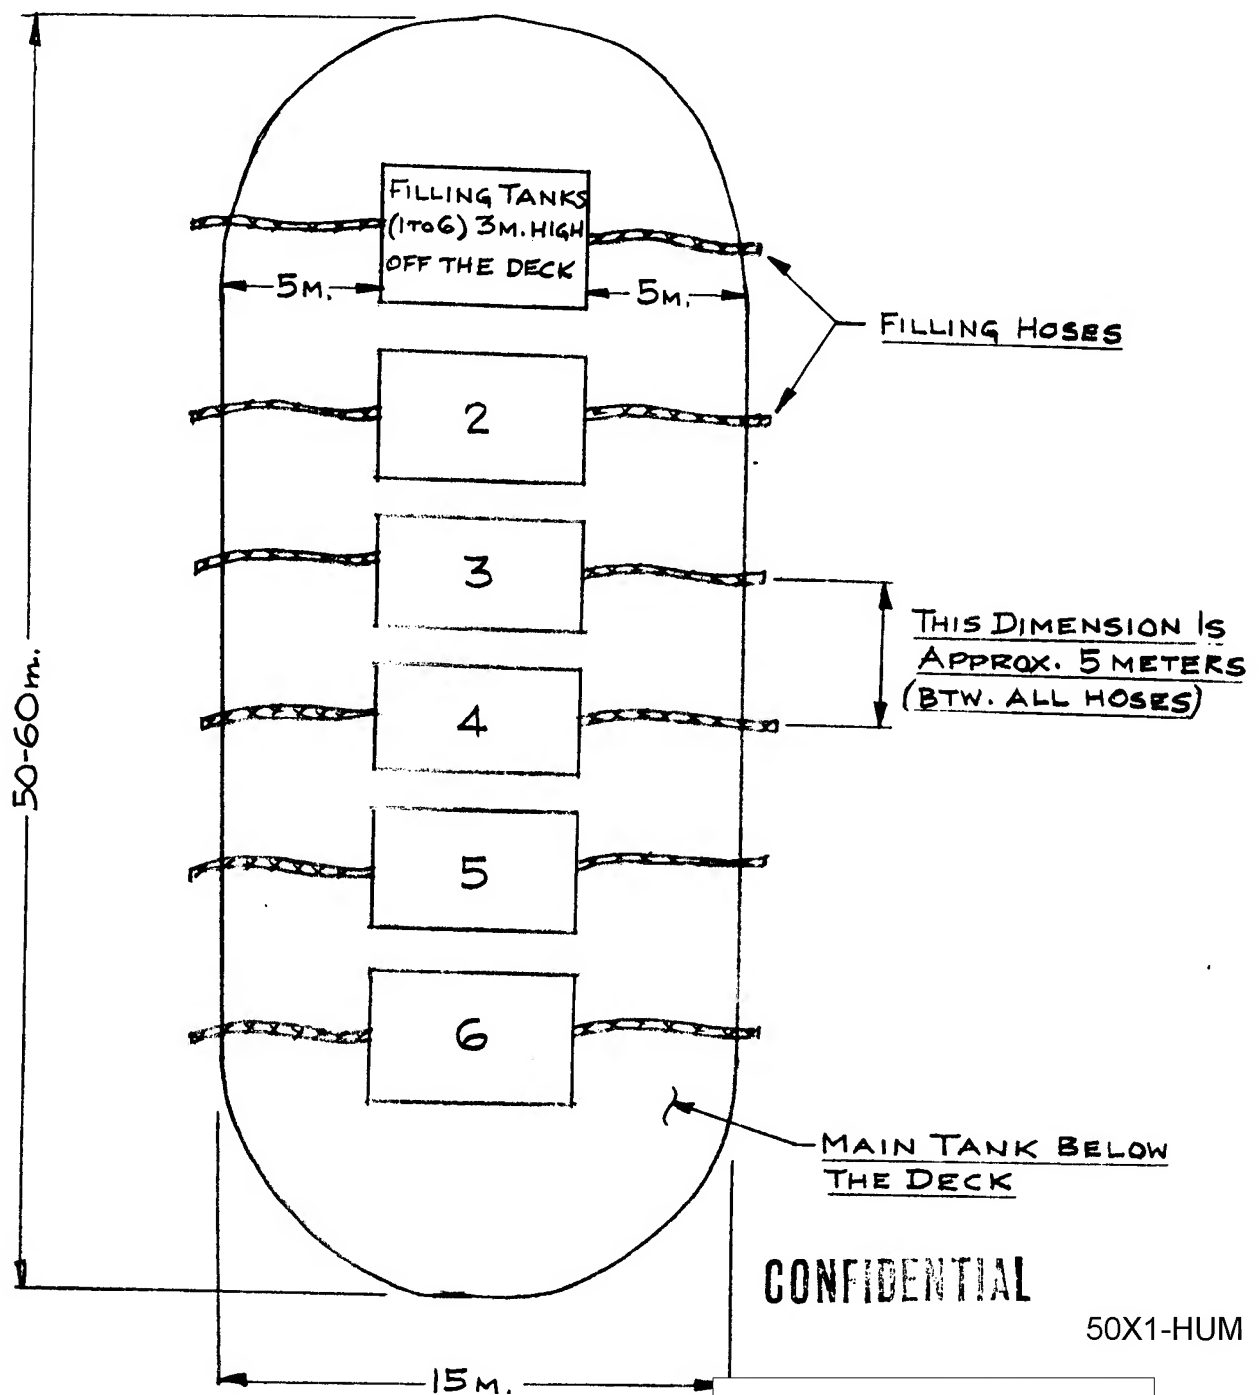 FILLING TANKS
(1 TO 6) 3M. HIGH
OFF THE DECK
5M.
5M.
FILLING HOSES
2
3
THIS DIMENSION IS
APPROX. 5 METERS
(BTW. ALL HOSES)
4
50-60m.
5
6
MAIN TANK BELOW
THE DECK
CONFIDENTIAL
50X1-HUM
15M.